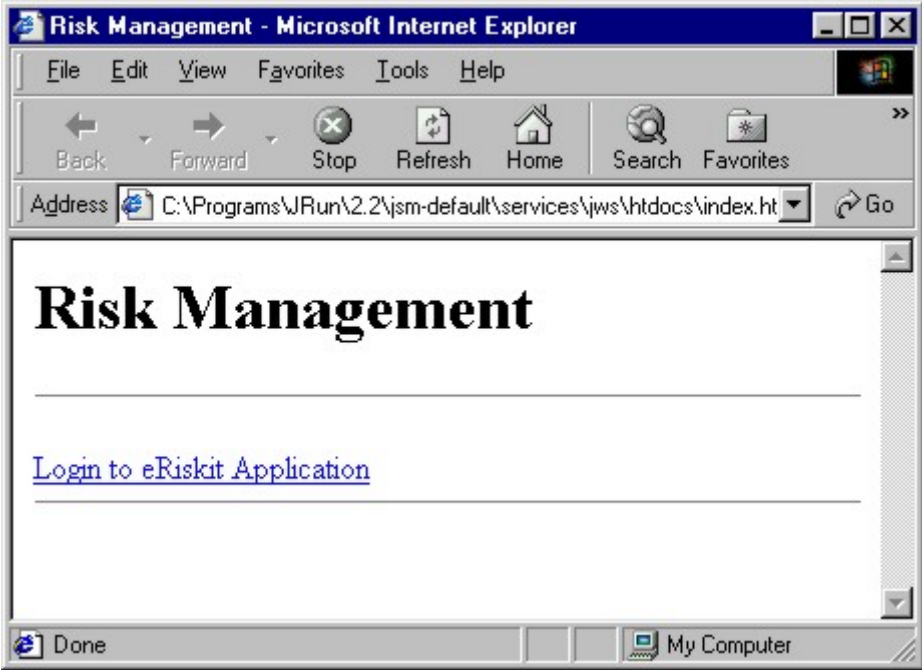 Risk Management - Microsoft Internet Explorer
File Edit View Favorites Tools Help
Back Forward Stop Refresh Home Search Favorites »
Address C:\Programs\JRun\2.2\jsm-default\services\jws\htdocs\index.ht Go
Risk Management
Login to eRiskit Application
Done My Computer